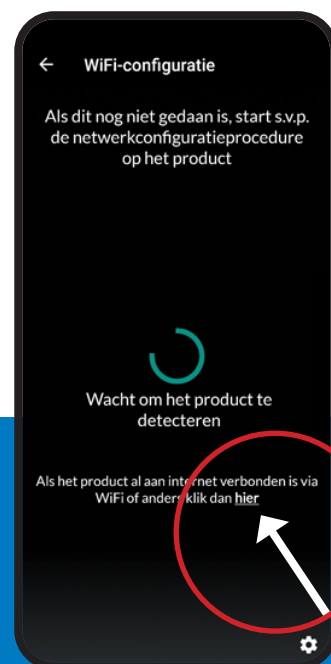 WiFi-configuratie
Als dit nog niet gedaan is, start s.v.p.
de netwerkconfiguratieprocedure
op het product
Wacht om het product te
detecteren
Als het product al aan internet verbonden is via
WiFi of anders klik dan hier